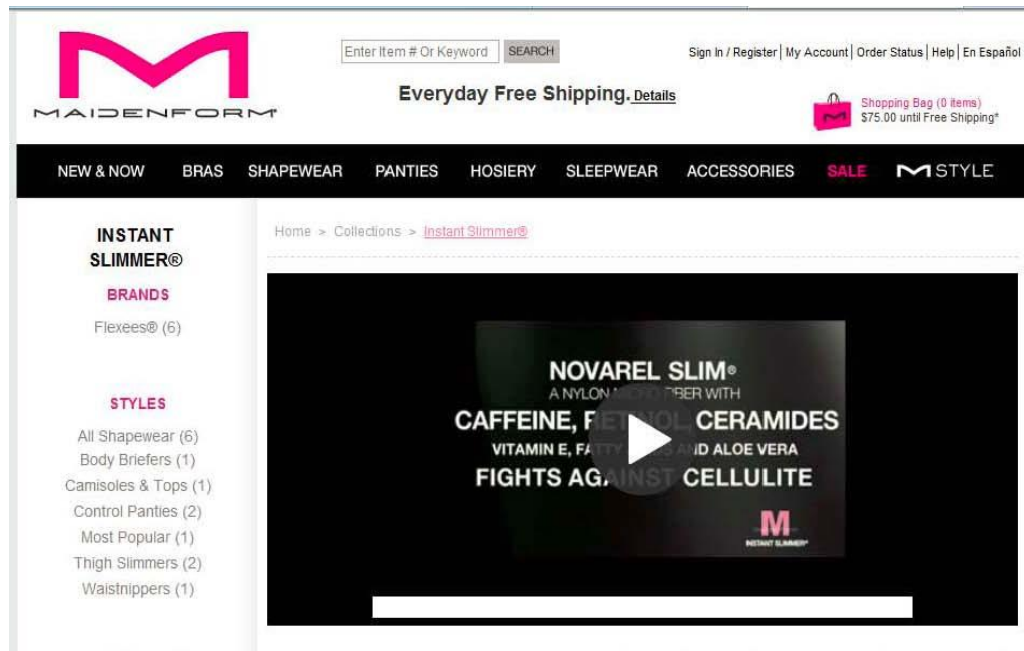 MAIDENFORM®
Enter Item # Or Keyword SEARCH
Sign In / Register | My Account | Order Status | Help | En Español
Everyday Free Shipping. Details
Shopping Bag (0 items)
$75.00 until Free Shipping*
NEW & NOW BRAS SHAPEWEAR PANTIES HOSIERY SLEEPWEAR ACCESSORIES SALE M STYLE
INSTANT
SLIMMER®
BRANDS
Flexees® (6)
STYLES
All Shapewear (6)
Body Briefers (1)
Camisoles & Tops (1)
Control Panties (2)
Most Popular (1)
Thigh Slimmers (2)
Waistnippers (1)
Home > Collections > Instant Slimmer®
NOVAREL SLIM®
A NYLON WITH
CAFFEINE, CERAMIDES
VITAMIN E, AND ALOE VERA
FIGHTS AGAINST CELLULITE
M
INSTANT SLIMMER®